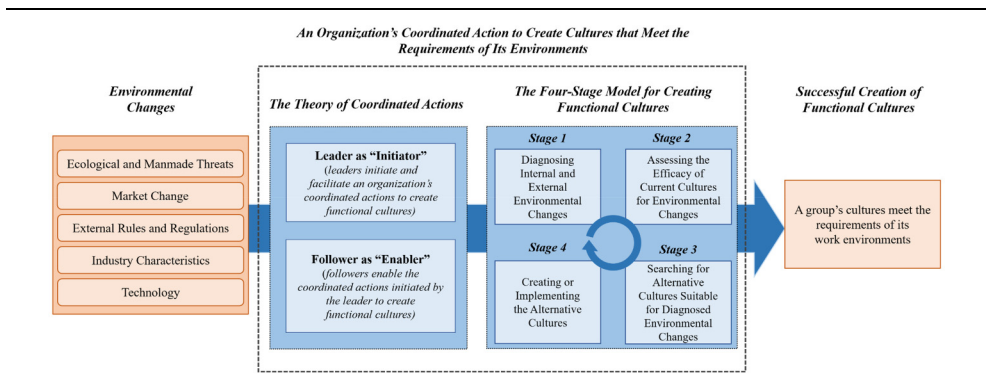 An Organization's Coordinated Action to Create Cultures that Meet the
Requirements of Its Environments
Environmental
Changes
Ecological and Manmade Threats
Market Change
External Rules and Regulations
Industry Characteristics
Technology
The Theory of Coordinated Actions
Leader as “Initiator”
(leaders initiate and
facilitate an organization's
coordinated actions to create
functional cultures)
Follower as “Enabler”
(followers enable the
coordinated actions initiated by
the leader to create
functional cultures)
The Four-Stage Model for Creating
Functional Cultures
Stage 1
Diagnosing
Internal and
External
Environmental
Changes
Stage 2
Assessing the
Efficacy of
Current Cultures
for Environmental
Changes
Stage 3
Searching for
Alternative
Cultures Suitable
for Diagnosed
Environmental
Changes
Stage 4
Creating or
Implementing
the Alternative
Cultures
Successful Creation of
Functional Cultures
A group's cultures meet the
requirements of its
work environments